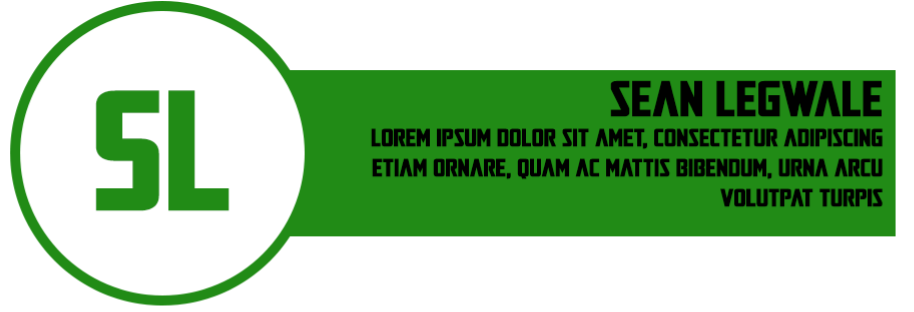 SL
SEAN LEGWALE
LOREM IPSUM DOLOR SIT AMET, CONSECTETUR ADIPISCING
ETIAM ORNARE, QUAM AC MATTIS BIBENDUM, URNA ARCU
VOLUTPAT TURPIS